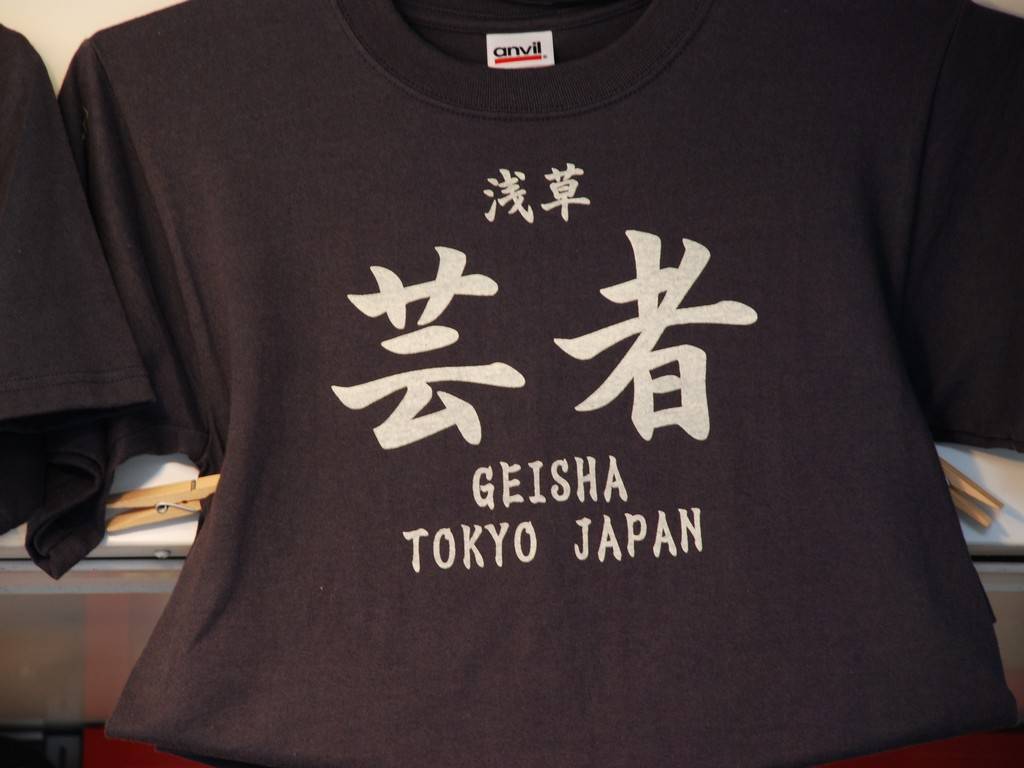 anvil
浅草
芸者
GEISHA
TOKYO JAPAN